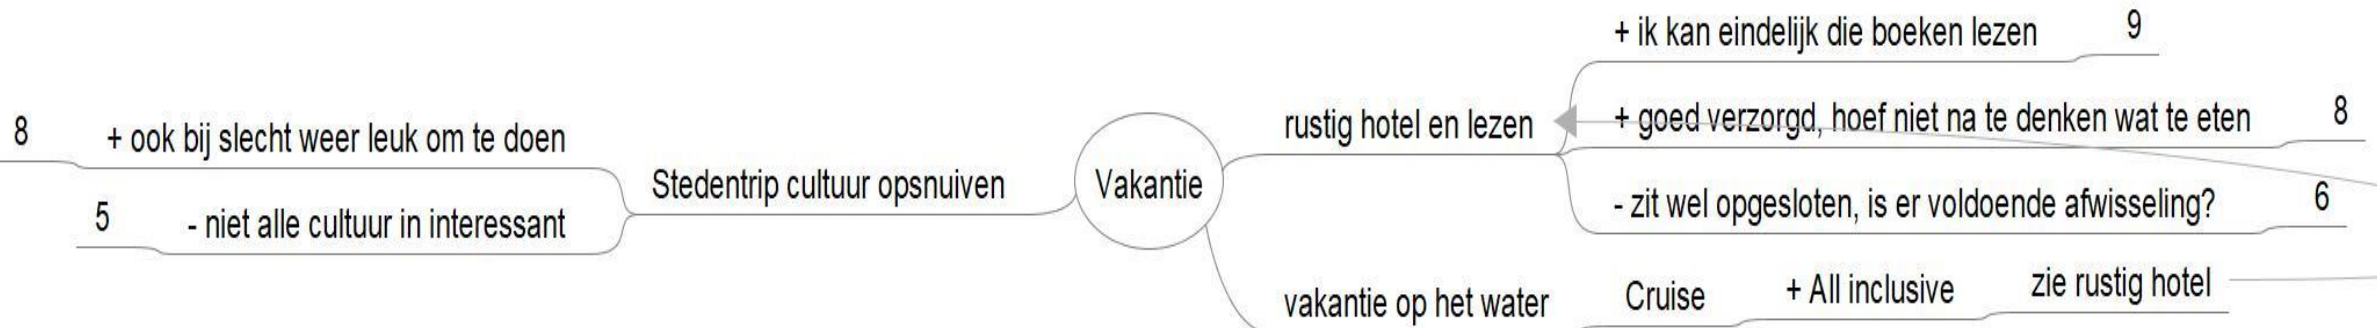 8
+ ook bij slecht weer leuk om te doen
5
- niet alle cultuur in interessant
Stedentrip cultuur opsnuiven
Vakantie
rustig hotel en lezen
+ ik kan eindelijk die boeken lezen
9
+ goed verzorgd, hoef niet na te denken wat te eten
8
- zit wel opgesloten, is er voldoende afwisseling?
6
vakantie op het water
Cruise
+ All inclusive
zie rustig hotel